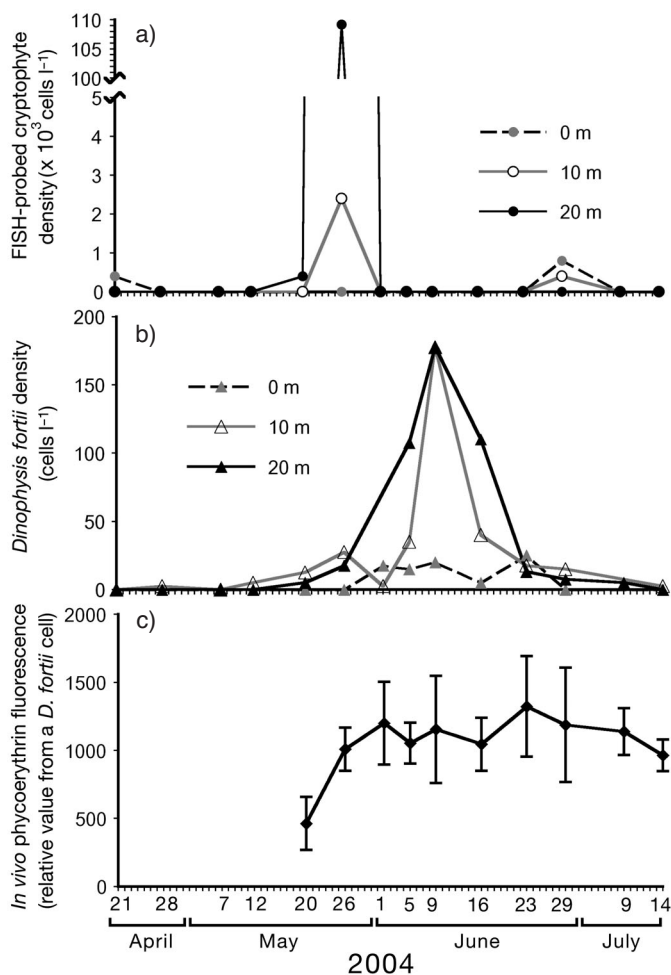 a)
FISH-probed cryptophyte
density (x 10³ cells l⁻¹)
110
105
100
5
4
3
2
1
0
0 m
10 m
20 m
b)
Dinophysis fortii density
(cells l⁻¹)
200
150
100
50
0
0 m
10 m
20 m
c)
In vivo phycoerythrin fluorescence
(relative value from a D. fortii cell)
2000
1500
1000
500
0
21 28 7 12 20 26 1 5 9 16 23 29 9 14
April May June July
2004